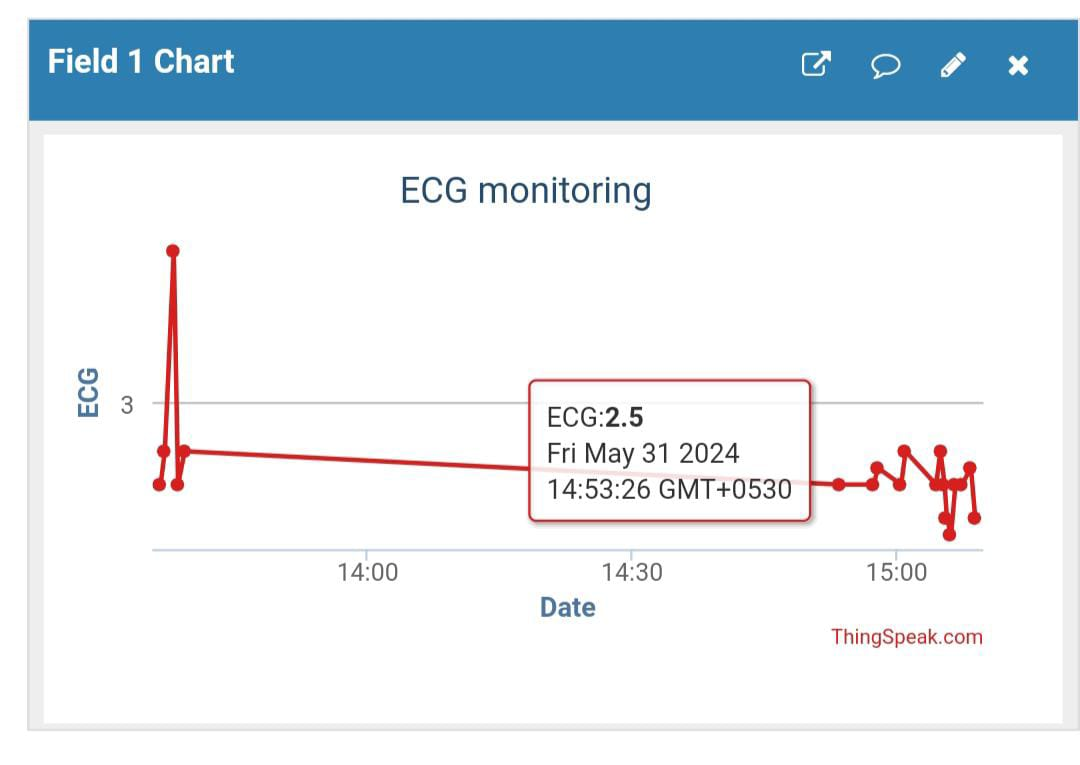 Field 1 Chart
ECG monitoring
ECG
3
ECG:2.5
Fri May 31 2024
14:53:26 GMT+0530
14:00
14:30
15:00
Date
ThingSpeak.com